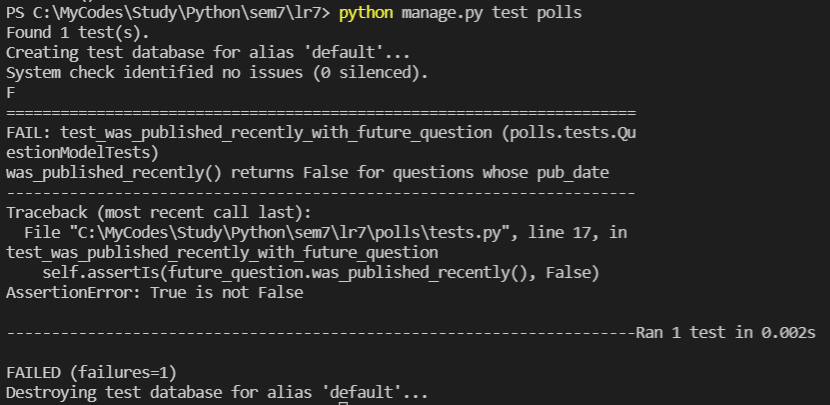 PS C:\MyCodes\Study\Python\sem7\lr7> python manage.py test polls
Found 1 test(s).
Creating test database for alias 'default'...
System check identified no issues (0 silenced).
F
======================================================================
FAIL: test_was_published_recently_with_future_question (polls.tests.Qu
estionModelTests)
was_published_recently() returns False for questions whose pub_date
----------------------------------------------------------------------
Traceback (most recent call last):
  File "C:\MyCodes\Study\Python\sem7\lr7\polls\tests.py", line 17, in
test_was_published_recently_with_future_question
    self.assertIs(future_question.was_published_recently(), False)
AssertionError: True is not False

----------------------------------------------------------------------Ran 1 test in 0.002s

FAILED (failures=1)
Destroying test database for alias 'default'...